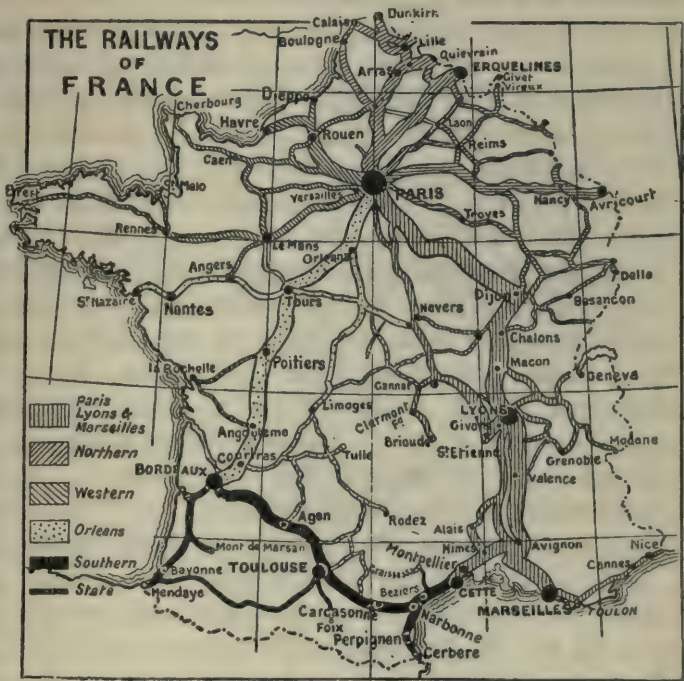 THE RAILWAYS
OF
FRANCE
Dunkirk
Calais
Boulogne
Lille
Quievrain
Arras
ERQUELINES
Givet
Vireux
Dieppe
Cherbourg
Havre
Rouen
Laon
Reims
Caen
Brest
St Malo
Versailles
PARIS
Nancy
Avricourt
Troyes
Rennes
Le Mans
Orleans
Angers
Delle
Dijon
Besancon
St Nazaire
Nantes
Tours
Nevers
Chalons
Poitiers
Macon
la Rochelle
Gannat
Geneva
Limoges
Clermont
Fd
LYONS
Givors
Angouleme
Brioude
St Etienne
Modane
Coutras
Tulle
Grenoble
BORDEAUX
Valence
Agen
Rodez
Alais
Mont de Marsan
Nimes
Avignon
Nice
Bayonne
TOULOUSE
Montpellier
Cannes
Hendaye
Beziers
CETTE
MARSEILLES
TOULON
Carcasonne
Foix
Narbonne
Perpignan
Cerbere
Paris
Lyons &
Marseilles
Northern
Western
Orleans
Southern
State